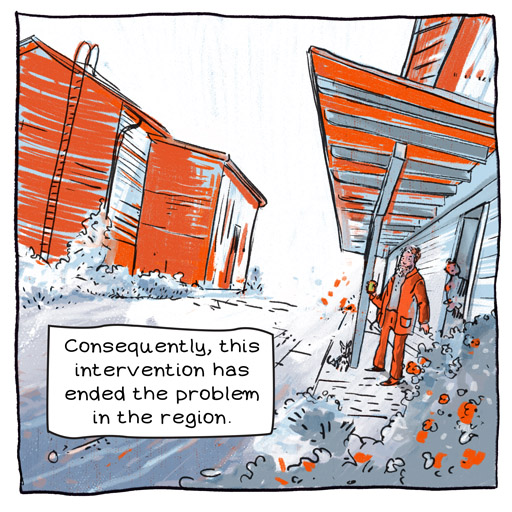 Consequently, this
intervention has
ended the problem
in the region.